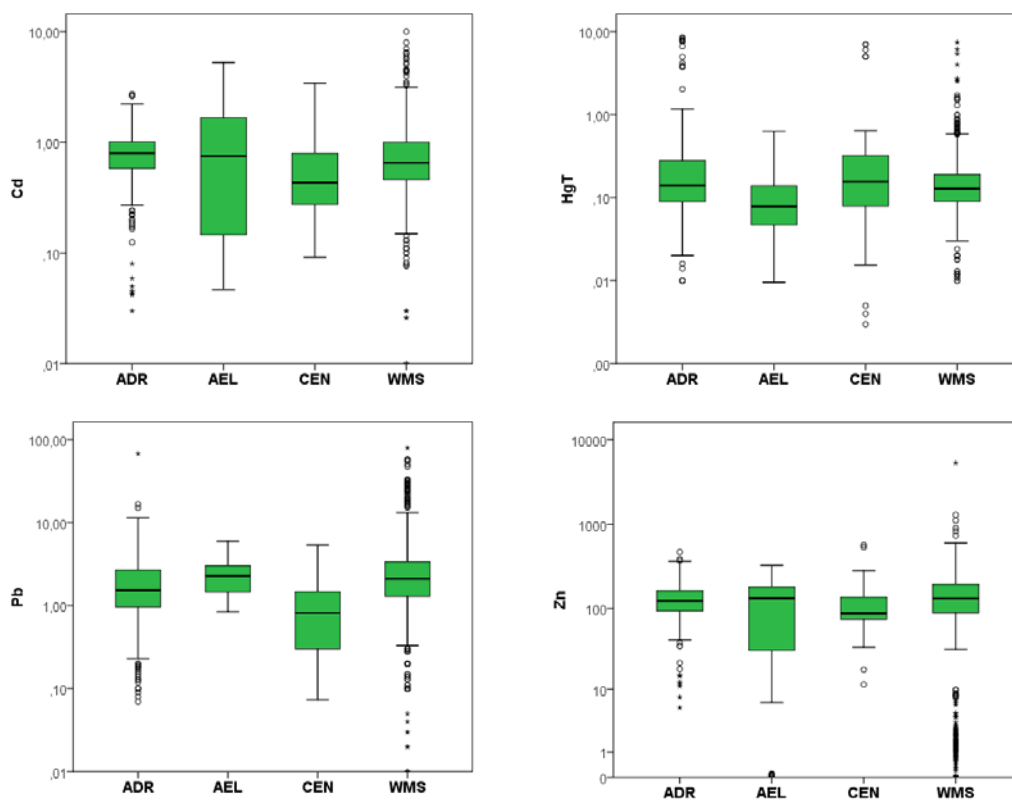 10,00
1,00
,10
,01
Cd
ADR AEL CEN WMS
10,00
1,00
,10
,01
,00
HgT
ADR AEL CEN WMS
100,00
10,00
1,00
,10
,01
Pb
ADR AEL CEN WMS
10000
1000
100
10
1
0
Zn
ADR AEL CEN WMS